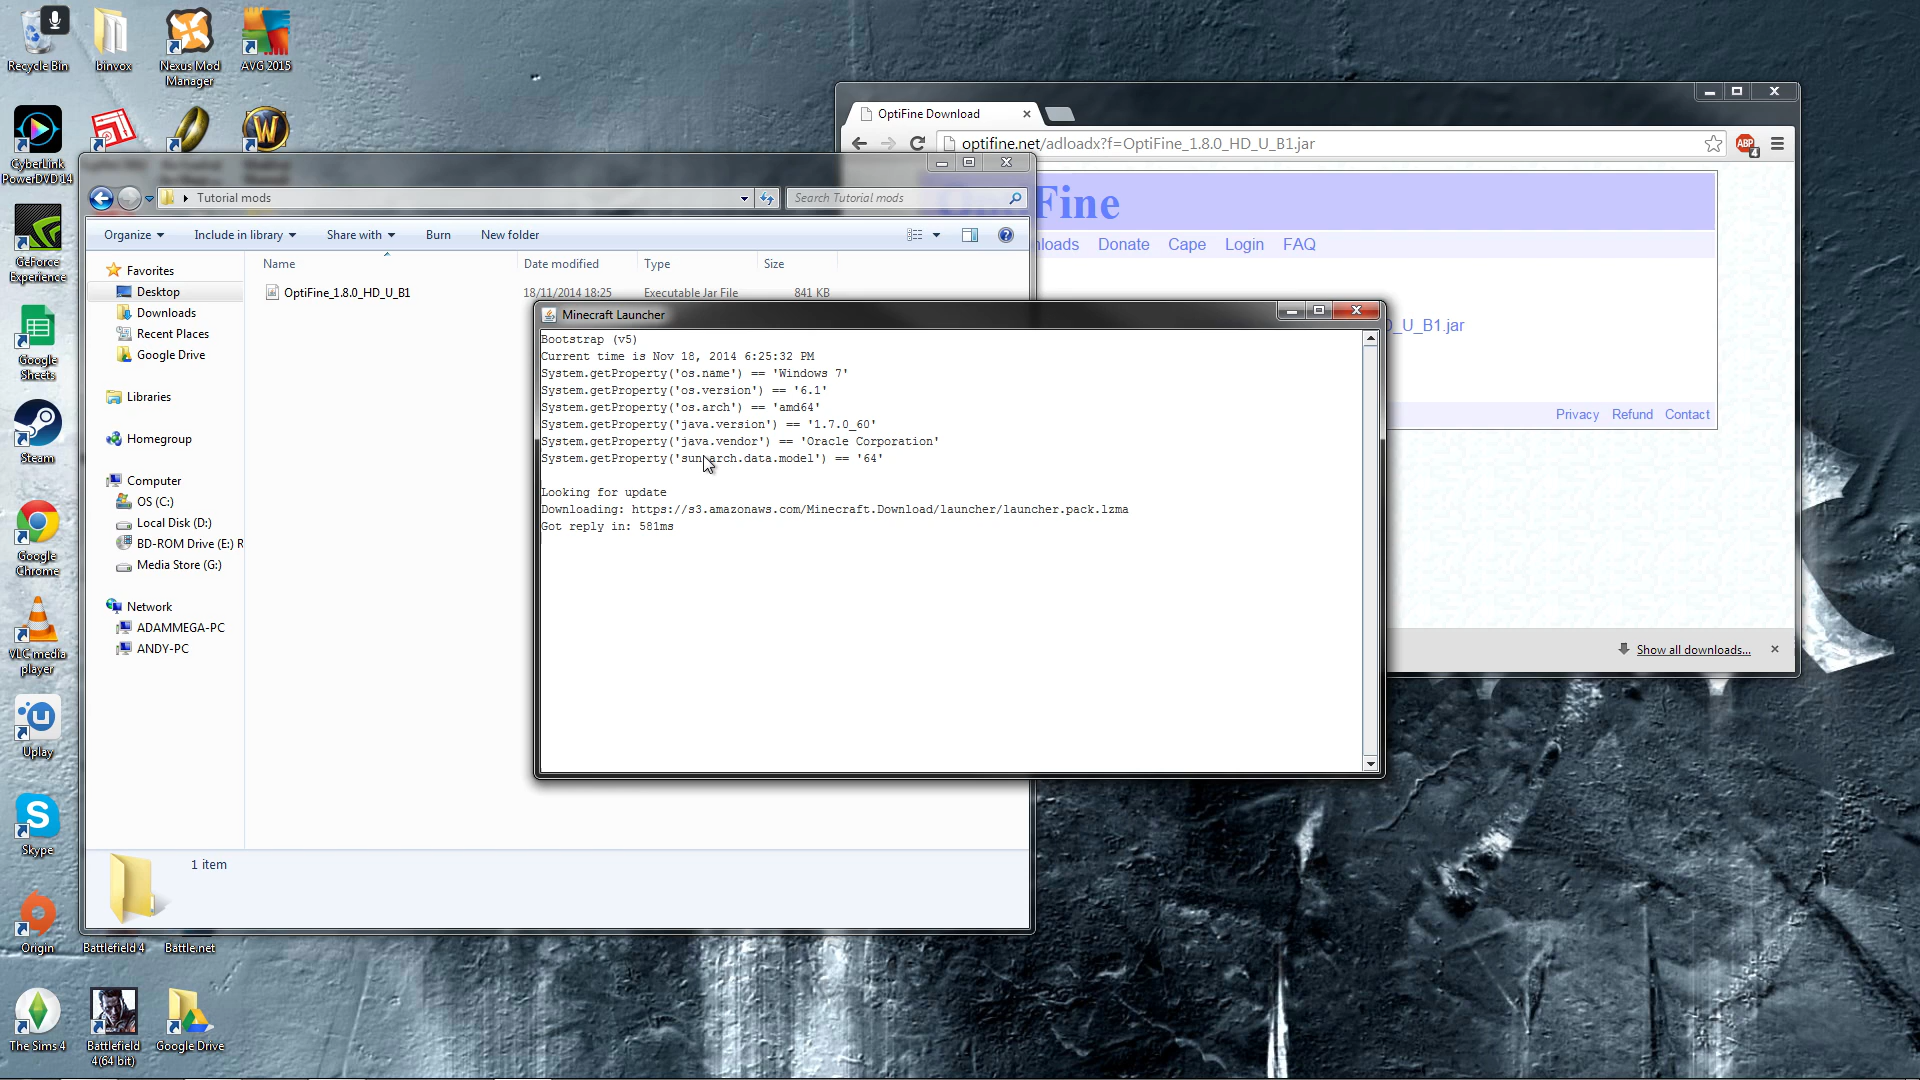 Recycle Bin
binvox
Nexus Mod
Manager
AVG 2015
CyberLink
PowerDVD 14
GeForce
Experience
Google
Sheets
Steam
Google
Chrome
VLC media
player
Uplay
Skype
Origin
Battlefield 4
Battle.net
The Sims 4
Battlefield
4(64 bit)
Google Drive
OptiFine Download
optifine.net/adloadx?f=OptiFine_1.8.0_HD_U_B1.jar
ABP
4
Fine
nloads Donate Cape Login FAQ
D_U_B1.jar
Privacy Refund Contact
Show all downloads...
Tutorial mods
Search Tutorial mods
Organize Include in library Share with Burn New folder
Name Date modified Type Size
OptiFine_1.8.0_HD_U_B1 18/11/2014 18:25 Executable Jar File 841 KB
Favorites
Desktop
Downloads
Recent Places
Google Drive
Libraries
Homegroup
Computer
OS (C:)
Local Disk (D:)
BD-ROM Drive (E:) R
Media Store (G:)
Network
ADAMMEGA-PC
ANDY-PC
1 item
Minecraft Launcher
Bootstrap (v5)
Current time is Nov 18, 2014 6:25:32 PM
System.getProperty('os.name') == 'Windows 7'
System.getProperty('os.version') == '6.1'
System.getProperty('os.arch') == 'amd64'
System.getProperty('java.version') == '1.7.0_60'
System.getProperty('java.vendor') == 'Oracle Corporation'
System.getProperty('sun.arch.data.model') == '64'
Looking for update
Downloading: https://s3.amazonaws.com/Minecraft.Download/launcher/launcher.pack.lzma
Got reply in: 581ms